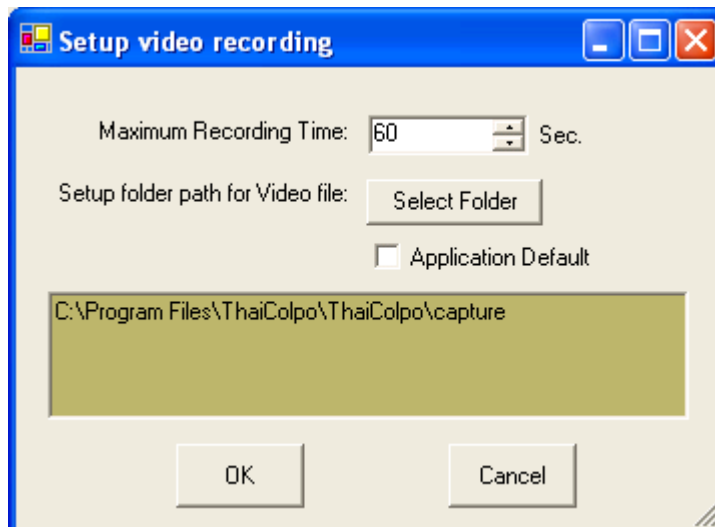 Setup video recording
Maximum Recording Time: 60 Sec.
Setup folder path for Video file: Select Folder
Application Default
C:\Program Files\ThaiColpo\ThaiColpo\capture
OK Cancel